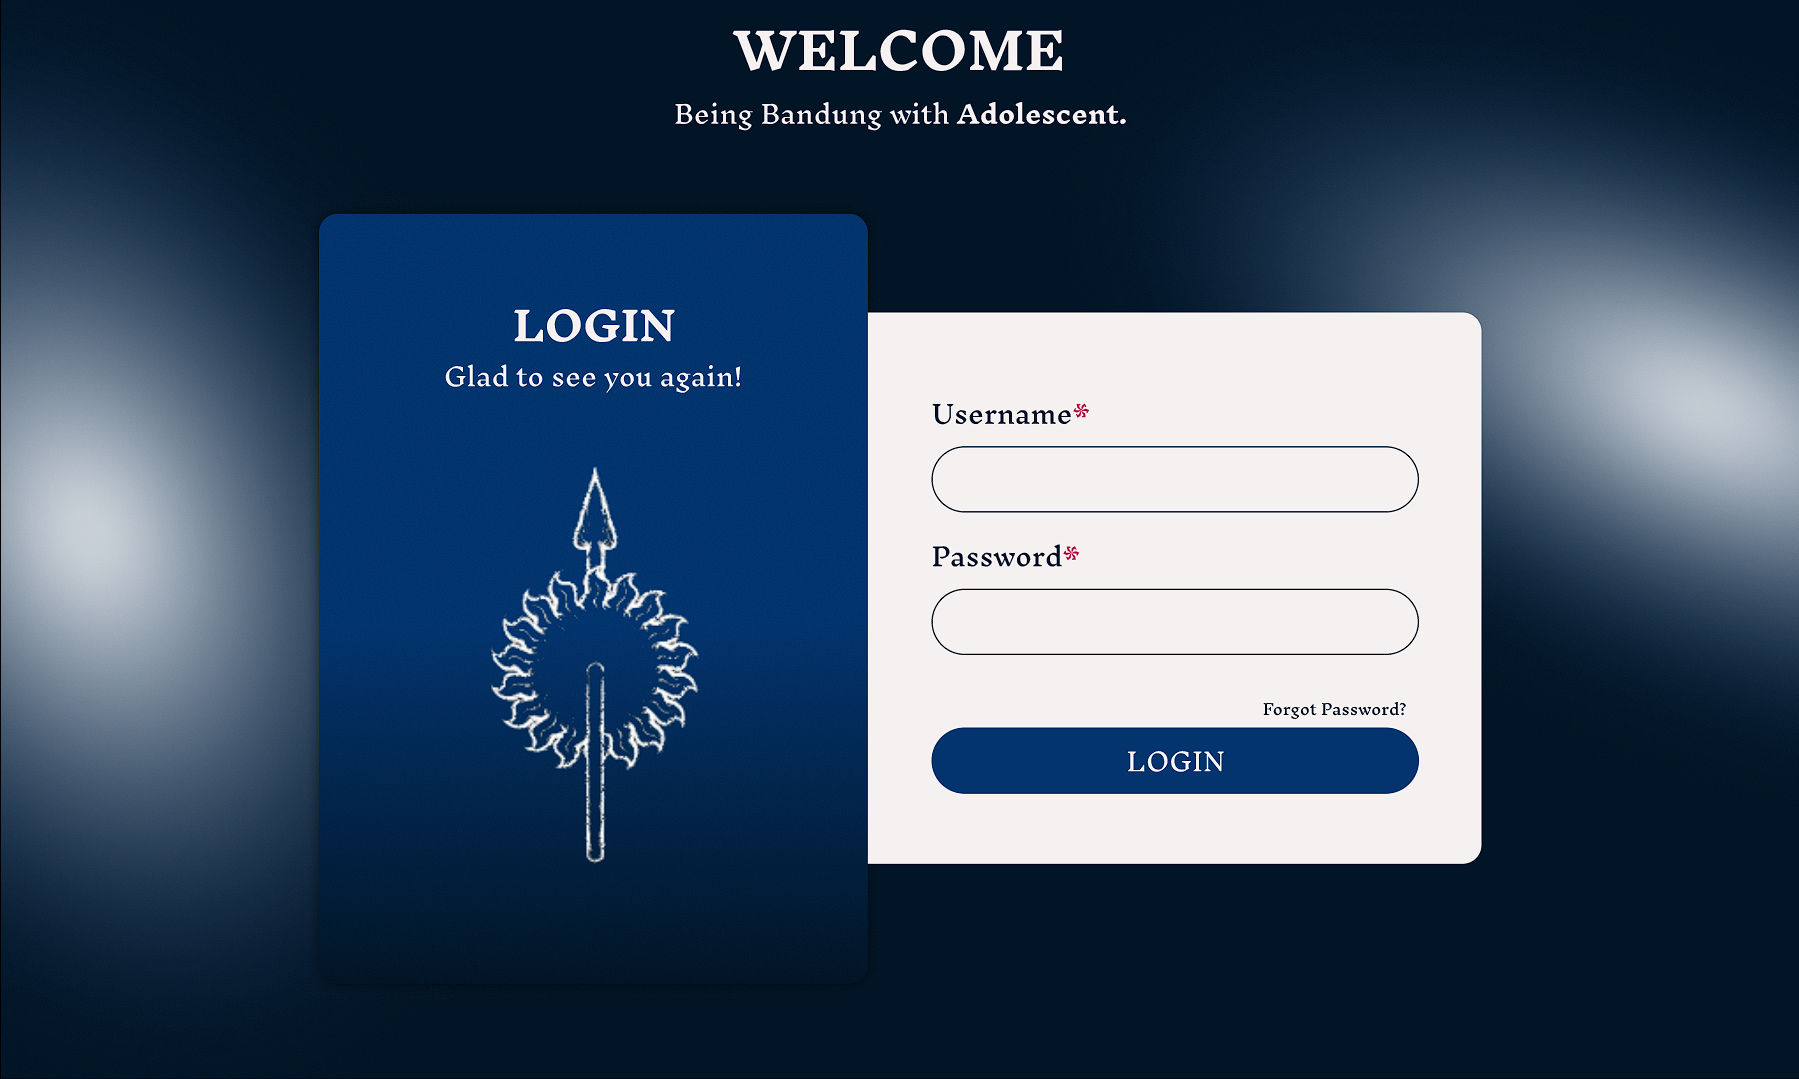 WELCOME
Being Bandung with Adolescent.
LOGIN
Glad to see you again!
Username*
Password*
Forgot Password?
LOGIN